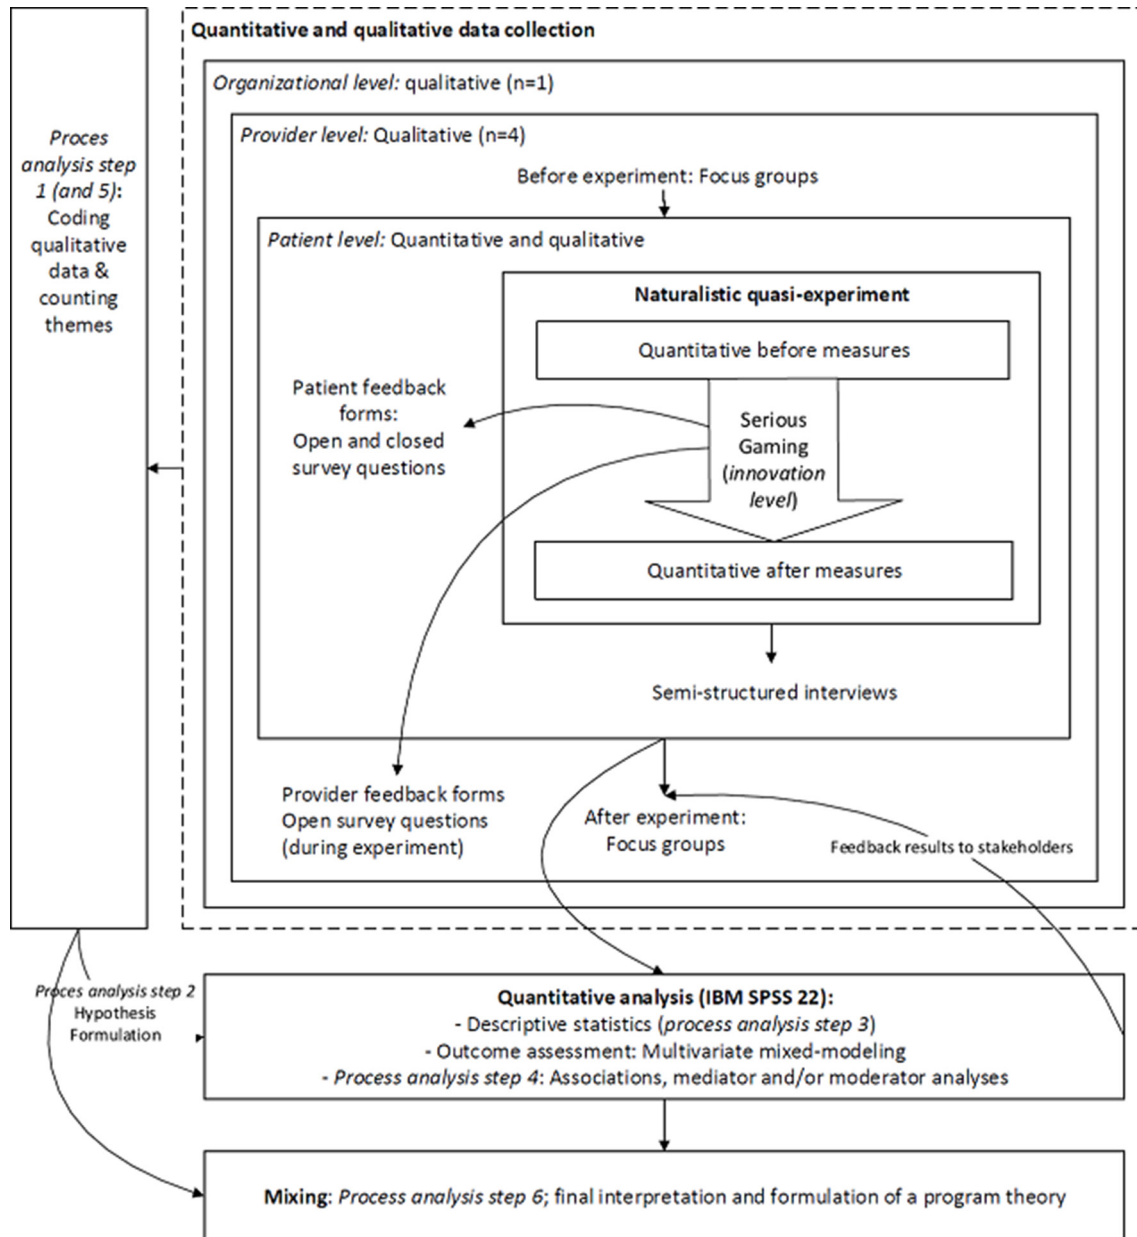 Quantitative and qualitative data collection
Organizational level: qualitative (n=1)
Provider level: Qualitative (n=4)
Before experiment: Focus groups
Patient level: Quantitative and qualitative
Naturalistic quasi-experiment
Quantitative before measures
Serious
Gaming
(innovation
level)
Quantitative after measures
Patient feedback
forms:
Open and closed
survey questions
Semi-structured interviews
Provider feedback forms
Open survey questions
(during experiment)
After experiment:
Focus groups
Feedback results to stakeholders
Proces
analysis step
1 (and 5):
Coding
qualitative
data &
counting
themes
Proces analysis step 2
Hypothesis
Formulation
Quantitative analysis (IBM SPSS 22):
- Descriptive statistics (process analysis step 3)
- Outcome assessment: Multivariate mixed-modeling
- Process analysis step 4: Associations, mediator and/or moderator analyses
Mixing: Process analysis step 6; final interpretation and formulation of a program theory